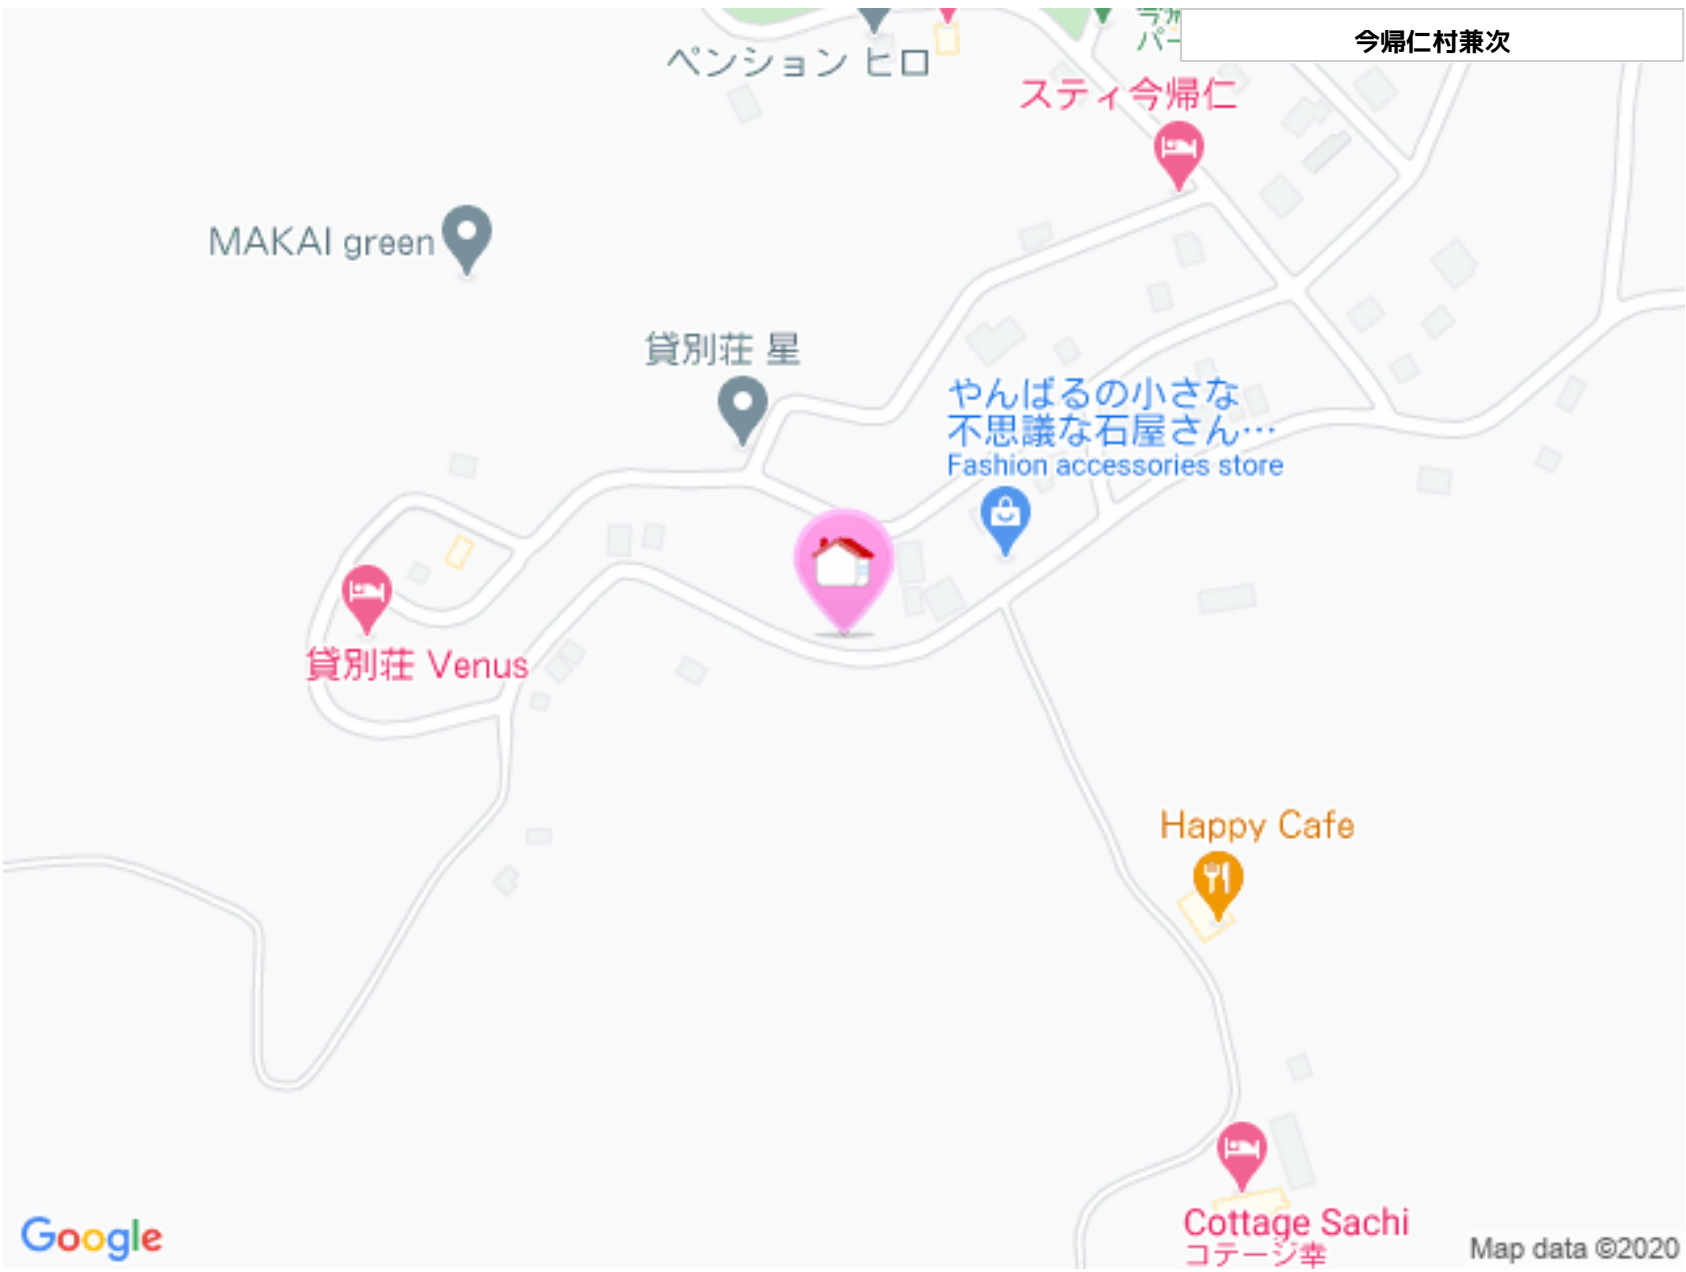 今帰仁村兼次
ペンション ヒロ
スティ今帰仁
MAKAI green
貸別荘 星
やんばるの小さな
不思議な石屋さん…
Fashion accessories store
貸別荘 Venus
Happy Cafe
Cottage Sachi
コテージ幸
Google
Map data ©2020